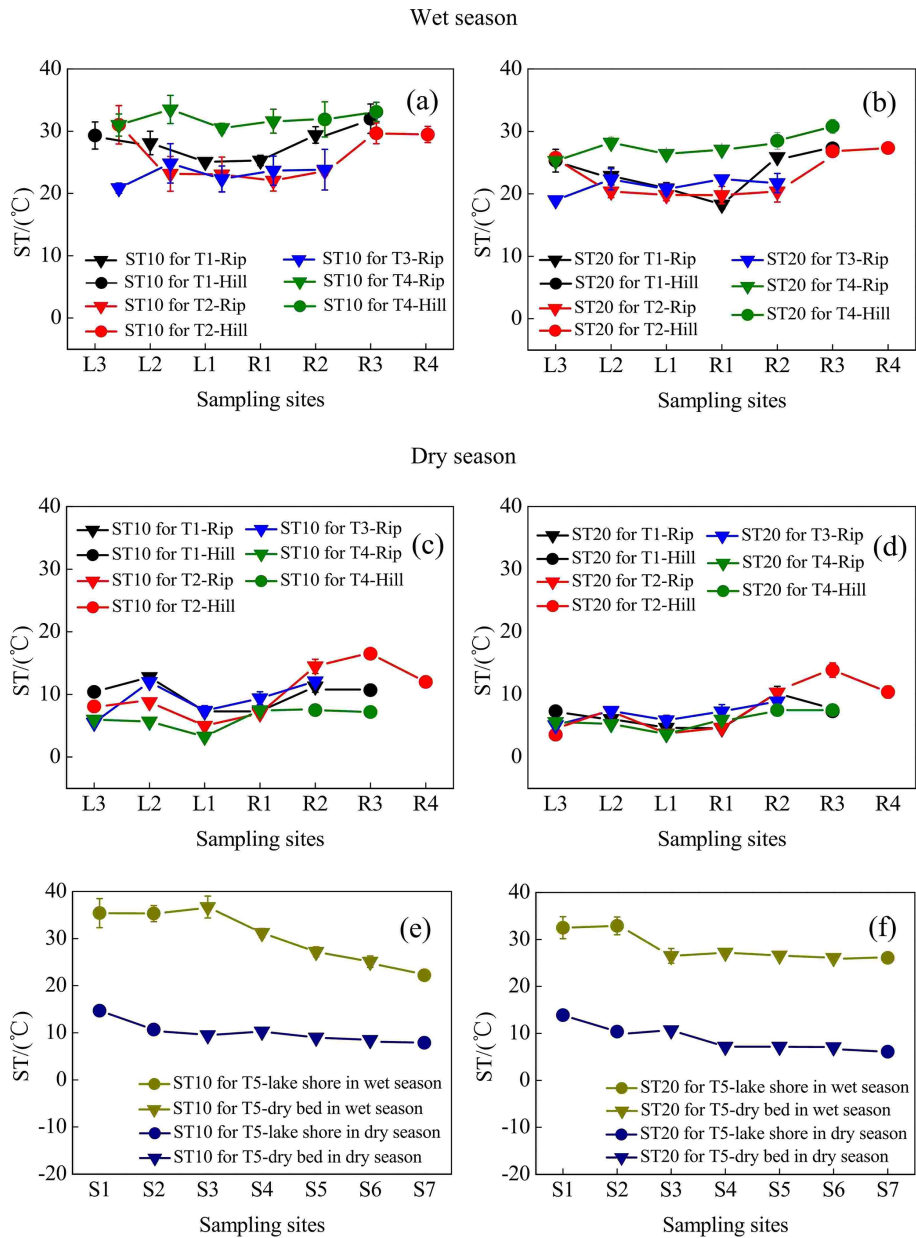 Wet season
40
30
20
10
0
ST/(℃)
(a)
ST10 for T1-Rip
ST10 for T1-Hill
ST10 for T2-Rip
ST10 for T2-Hill
ST10 for T3-Rip
ST10 for T4-Rip
ST10 for T4-Hill
L3 L2 L1 R1 R2 R3 R4
Sampling sites
40
30
20
10
0
ST/(℃)
(b)
ST20 for T1-Rip
ST20 for T1-Hill
ST20 for T2-Rip
ST20 for T2-Hill
ST20 for T3-Rip
ST20 for T4-Rip
ST20 for T4-Hill
L3 L2 L1 R1 R2 R3 R4
Sampling sites
Dry season
40
30
20
10
0
ST/(℃)
(c)
ST10 for T1-Rip
ST10 for T1-Hill
ST10 for T2-Rip
ST10 for T2-Hill
ST10 for T3-Rip
ST10 for T4-Rip
ST10 for T4-Hill
L3 L2 L1 R1 R2 R3 R4
Sampling sites
40
30
20
10
0
ST/(℃)
(d)
ST20 for T1-Rip
ST20 for T1-Hill
ST20 for T2-Rip
ST20 for T2-Hill
ST20 for T3-Rip
ST20 for T4-Rip
ST20 for T4-Hill
L3 L2 L1 R1 R2 R3 R4
Sampling sites
40
30
20
10
0
-10
-20
ST/(℃)
(e)
ST10 for T5-lake shore in wet season
ST10 for T5-dry bed in wet season
ST10 for T5-lake shore in dry season
ST10 for T5-dry bed in dry season
S1 S2 S3 S4 S5 S6 S7
Sampling sites
40
30
20
10
0
-10
-20
ST/(℃)
(f)
ST20 for T5-lake shore in wet season
ST20 for T5-dry bed in wet season
ST20 for T5-lake shore in dry season
ST20 for T5-dry bed in dry season
S1 S2 S3 S4 S5 S6 S7
Sampling sites